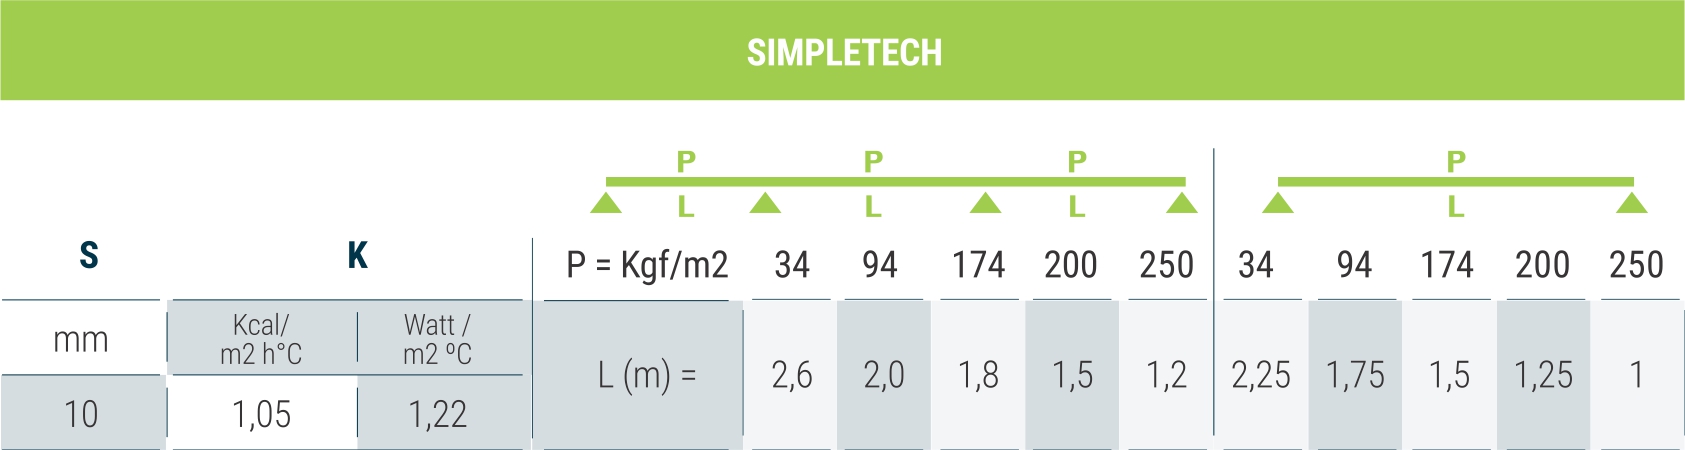 SIMPLETECH
P P P P
L L L L
S K P = Kgf/m2 34 94 174 200 250 34 94 174 200 250
mm Kcal/ Watt /
m2 h°C m2 ºC
L (m) = 2,6 2,0 1,8 1,5 1,2 2,25 1,75 1,5 1,25 1
10 1,05 1,22